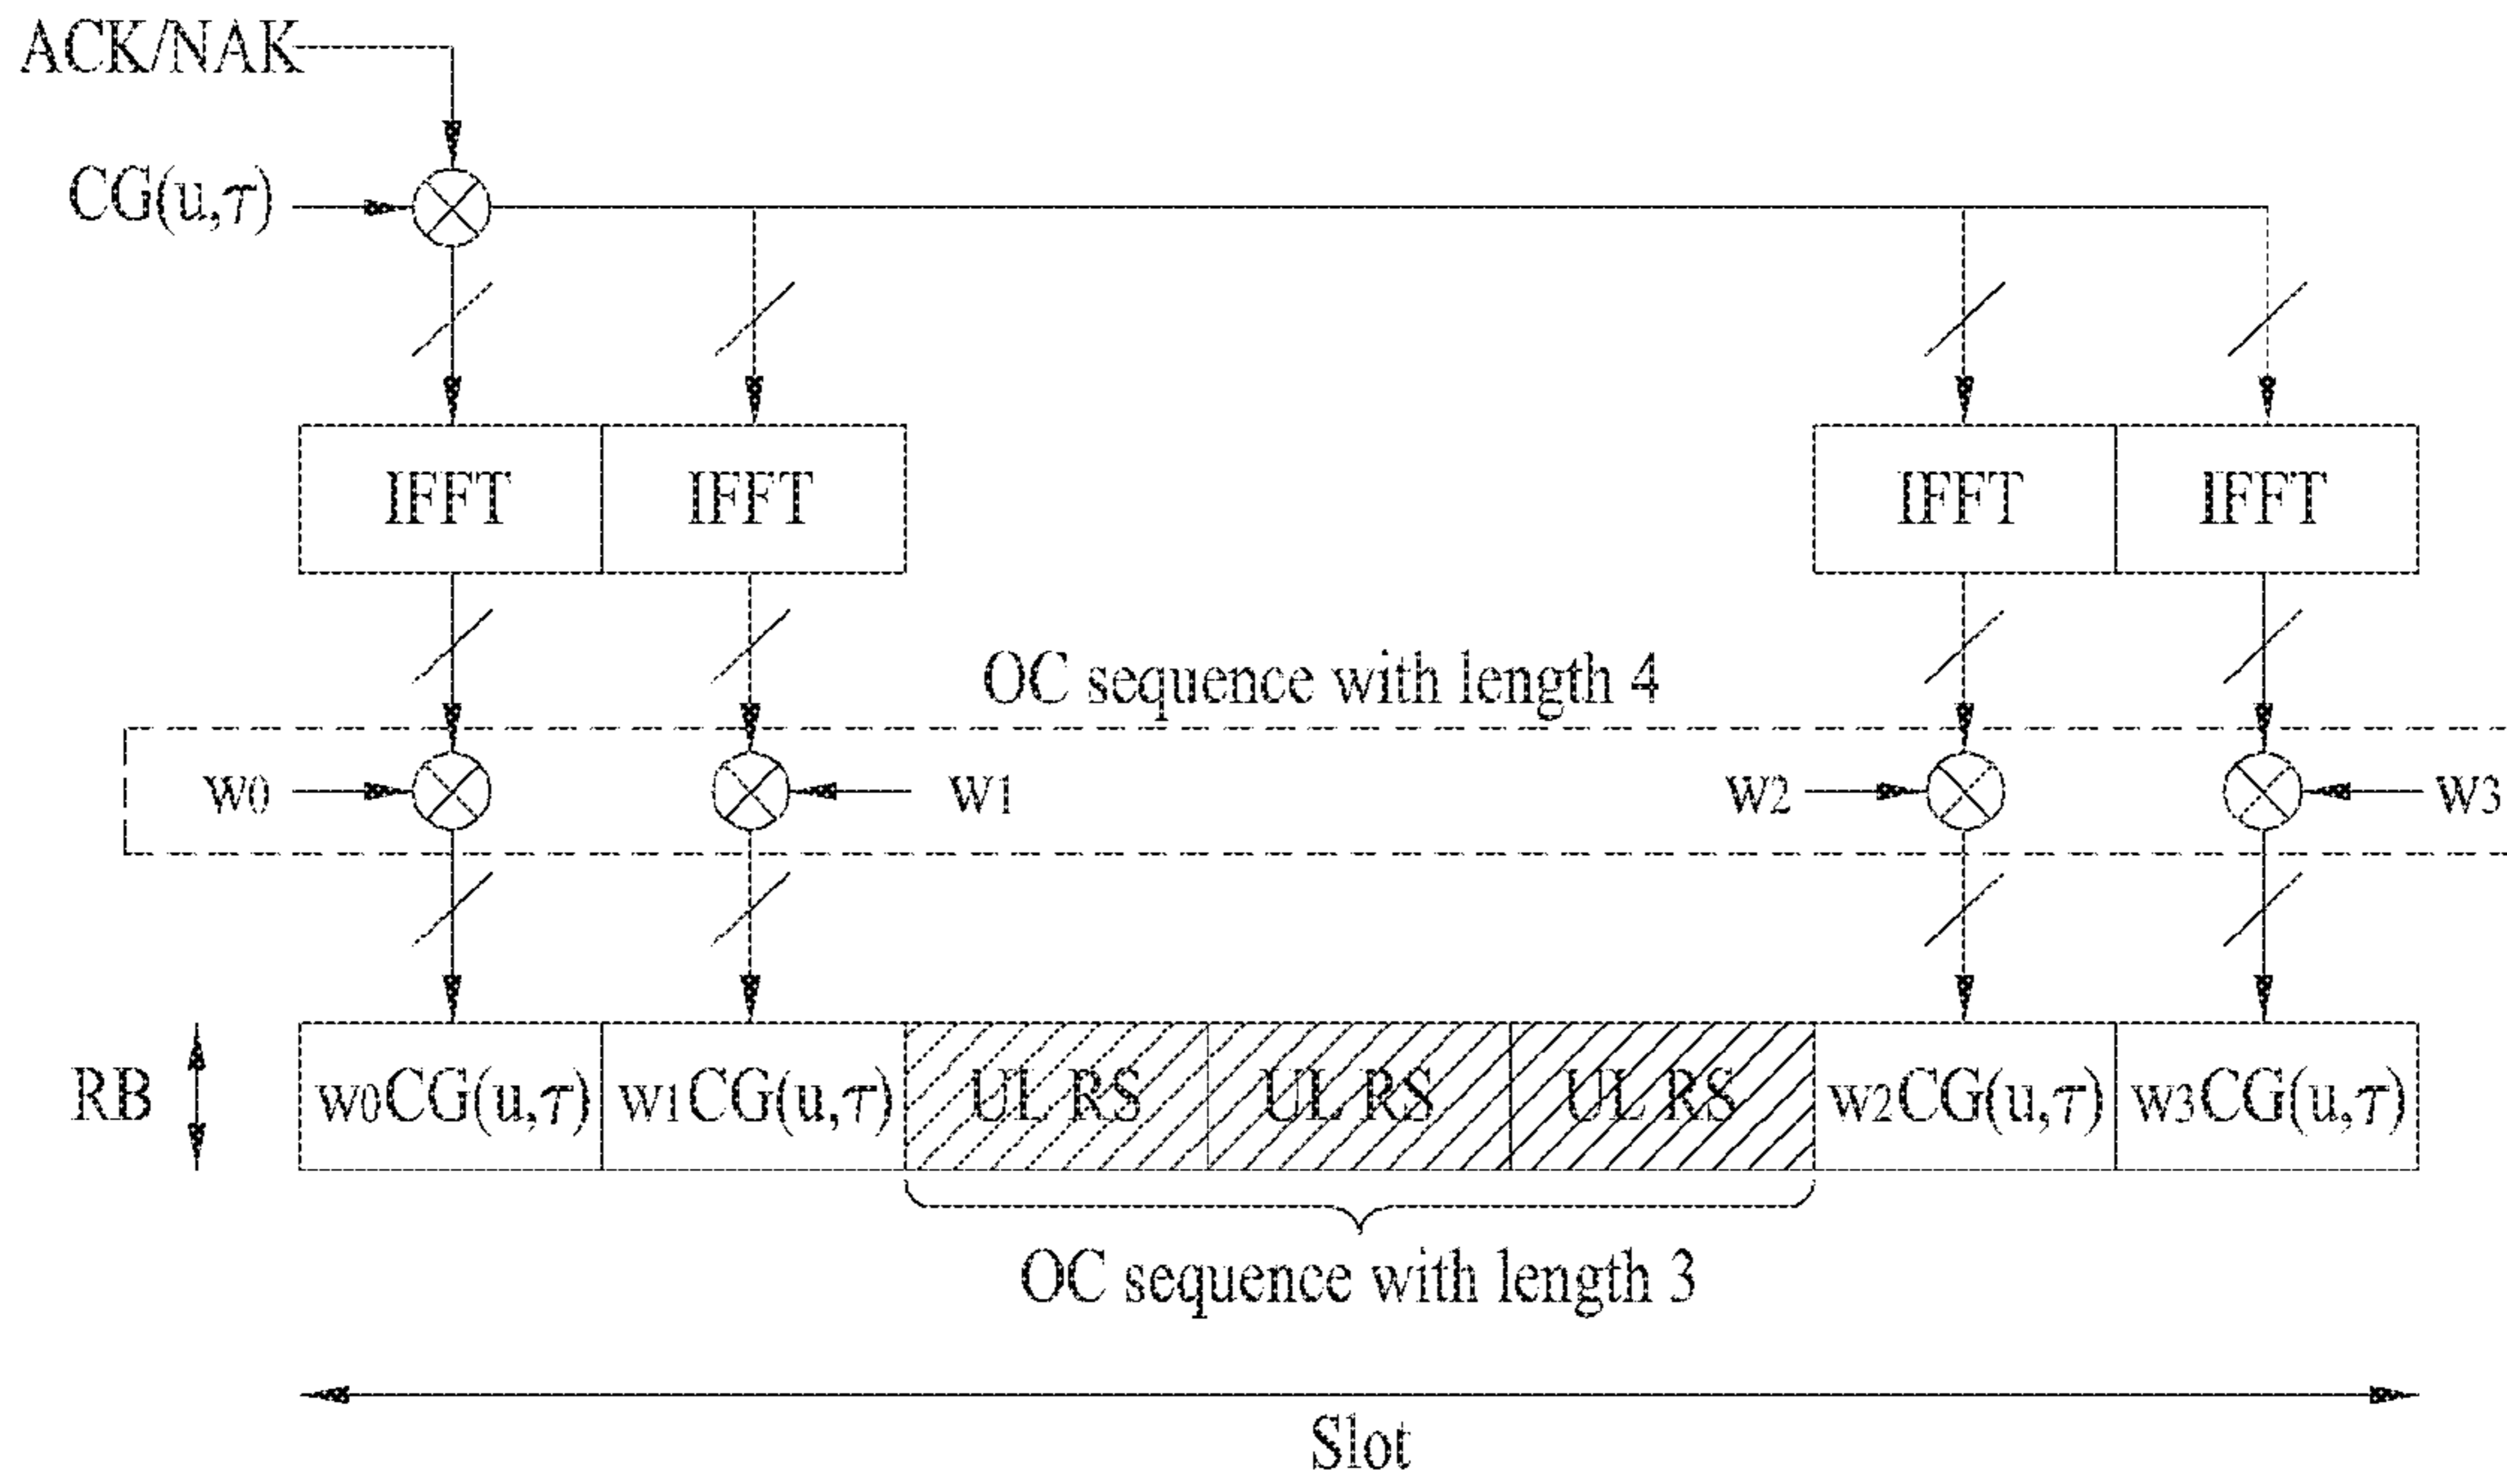 ACK/NAK
CG(u,τ)
IFFT IFFT IFFT IFFT
OC sequence with length 4
w0 w1 w2 w3
RB w0CG(u,τ) w1CG(u,τ) UL RS UL RS UL RS w2CG(u,τ) w3CG(u,τ)
OC sequence with length 3
Slot